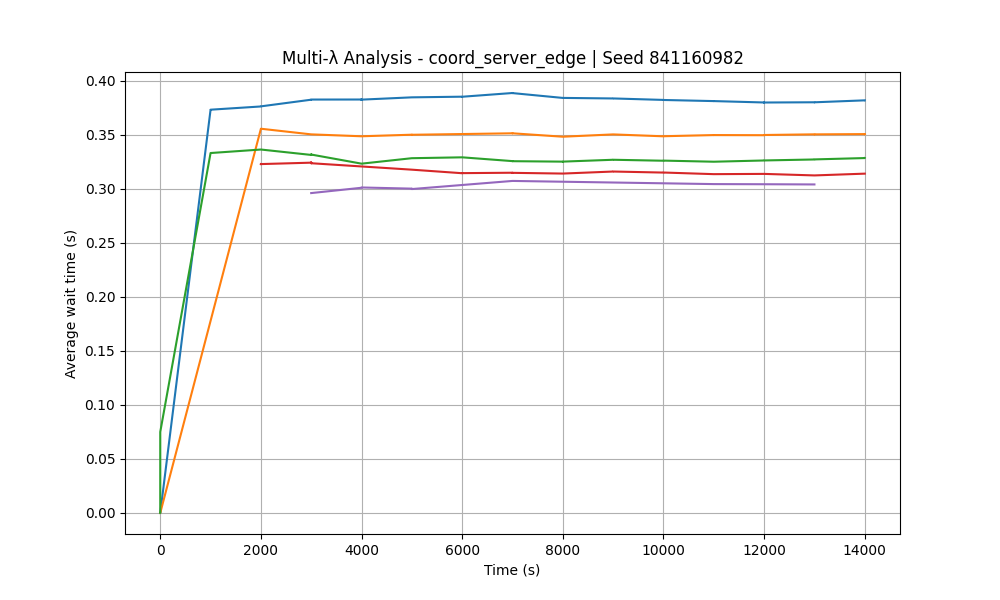 Multi-λ Analysis - coord_server_edge | Seed 841160982
0.40
0.35
0.30
0.25
0.20
0.15
0.10
0.05
0.00
Average wait time (s)
0 2000 4000 6000 8000 10000 12000 14000
Time (s)